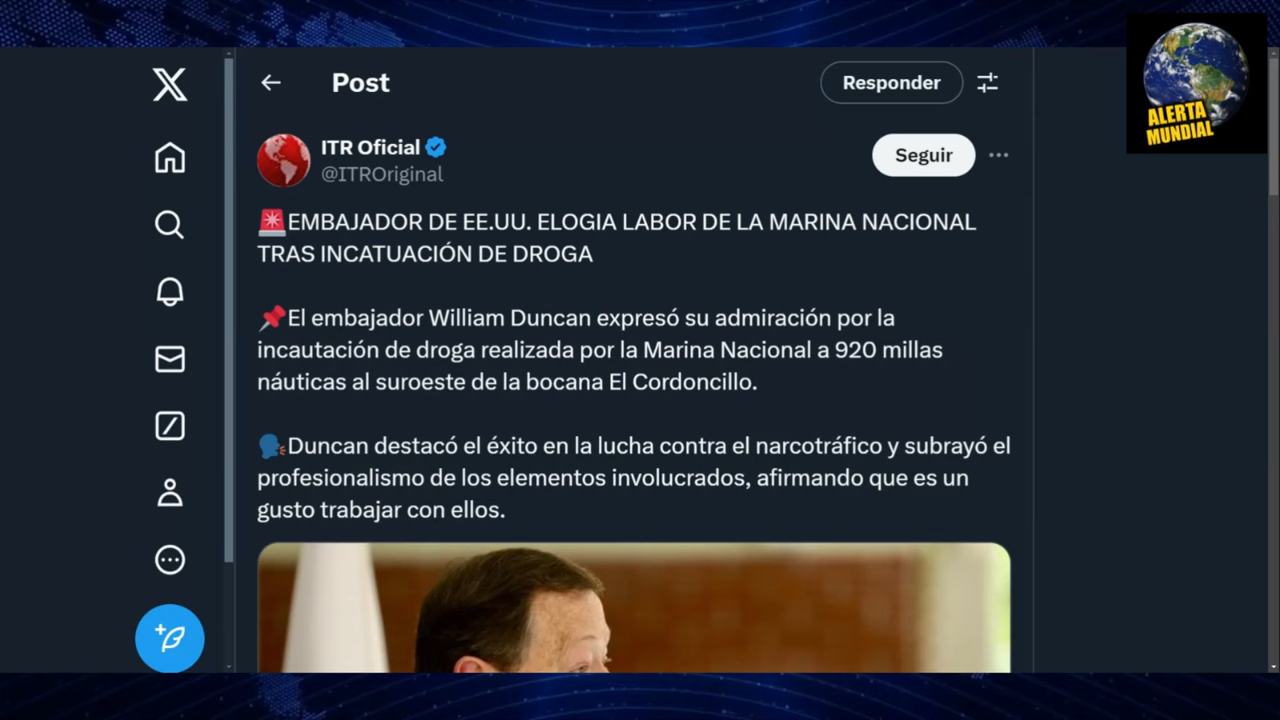 Post
Responder
ALERTA
MUNDIAL
ITR Oficial
@ITROriginal
Seguir
EMBAJADOR DE EE.UU. ELOGIA LABOR DE LA MARINA NACIONAL
TRAS INCATUACIÓN DE DROGA
El embajador William Duncan expresó su admiración por la
incautación de droga realizada por la Marina Nacional a 920 millas
náuticas al suroeste de la bocana El Cordoncillo.
Duncan destacó el éxito en la lucha contra el narcotráfico y subrayó el
profesionalismo de los elementos involucrados, afirmando que es un
gusto trabajar con ellos.